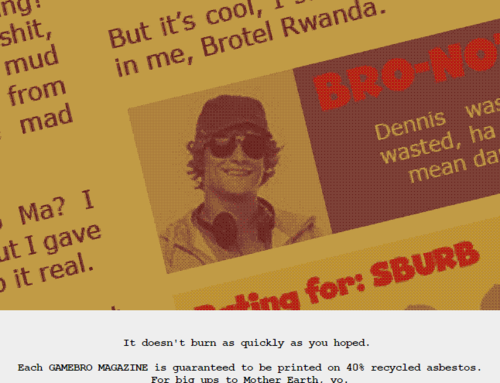 ng?
shit,
mud
from
mad
Ma? I
ut I gave
it real.
But it's cool, I s
in me, Brotel Rwanda.
BRO-NO
Dennis was
wasted, ha
mean da
Rating for: SBURB
It doesn't burn as quickly as you hoped.
Each GAMEBRO MAGAZINE is guaranteed to be printed on 40% recycled asbestos.
For big ups to Mother Earth, yo.